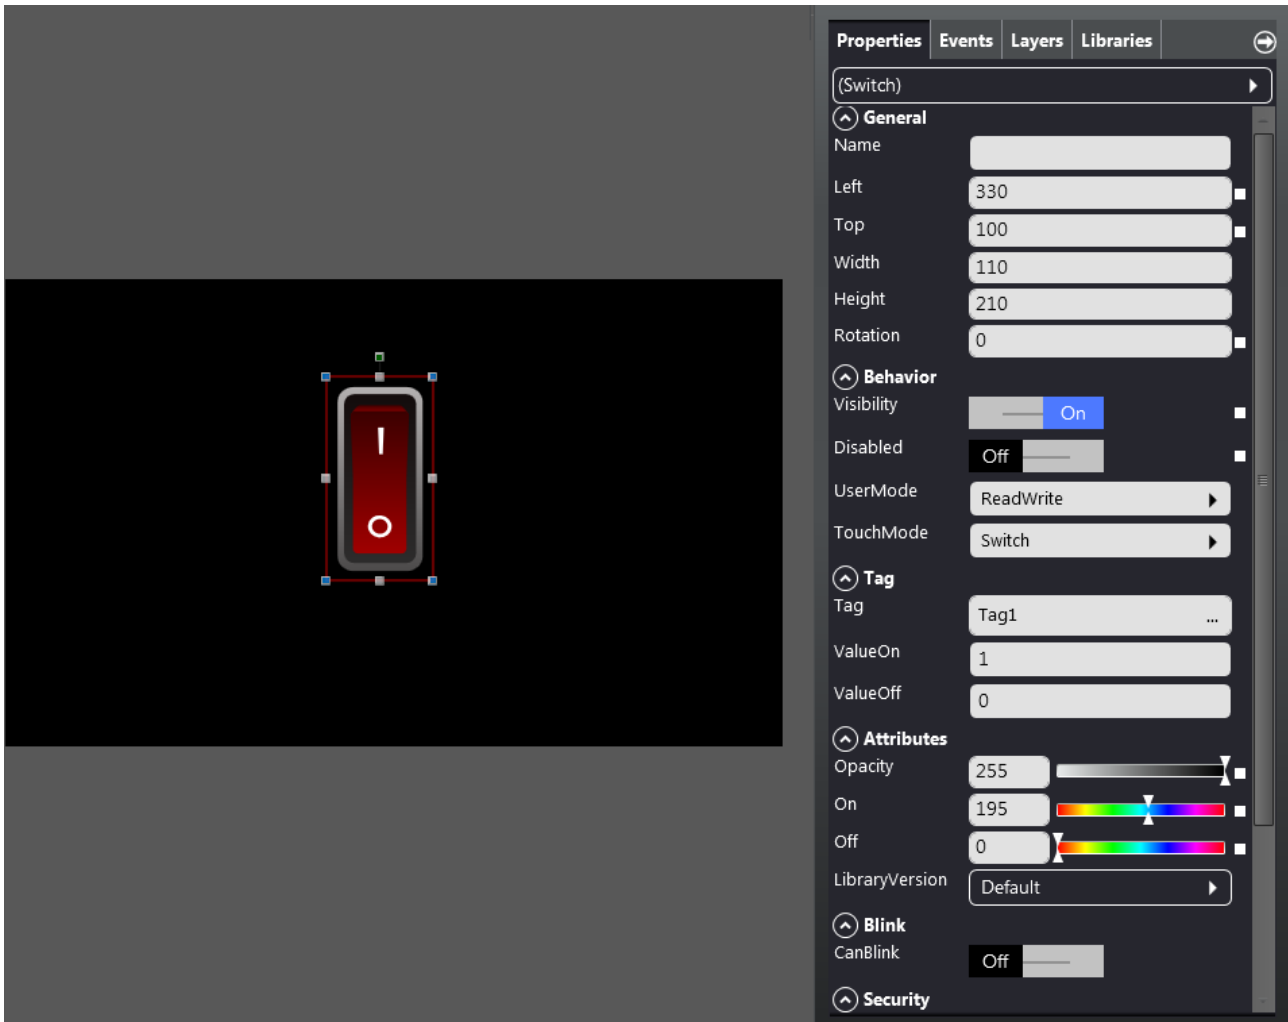 Properties Events Layers Libraries
(Switch)
General
Name
Left 330
Top 100
Width 110
Height 210
Rotation 0
Behavior
Visibility On
Disabled Off
UserMode ReadWrite
TouchMode Switch
Tag
Tag Tag1 ...
ValueOn 1
ValueOff 0
Attributes
Opacity 255
On 195
Off 0
LibraryVersion Default
Blink
CanBlink Off
Security